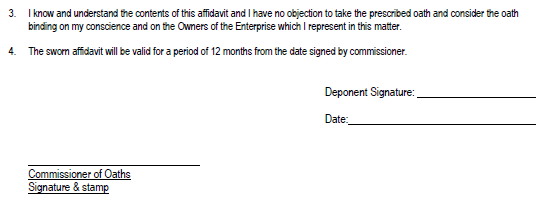 3. I know and understand the contents of this affidavit and I have no objection to take the prescribed oath and consider the oath
binding on my conscience and on the Owners of the Enterprise which I represent in this matter.
4. The sworn affidavit will be valid for a period of 12 months from the date signed by commissioner.
Deponent Signature:
Date:
Commissioner of Oaths
Signature & stamp